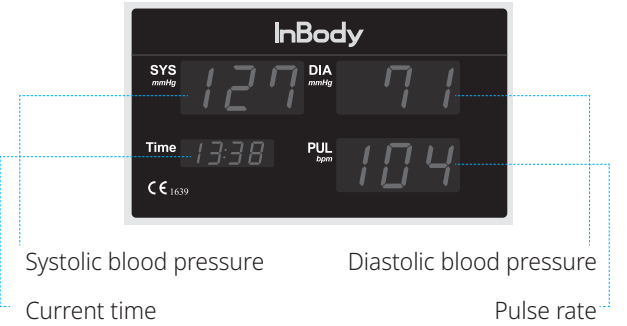 InBody
SYS
mmHg
127
DIA
mmHg
71
Time
13:38
PUL
bpm
104
CE 1639
Systolic blood pressure
Diastolic blood pressure
Current time
Pulse rate